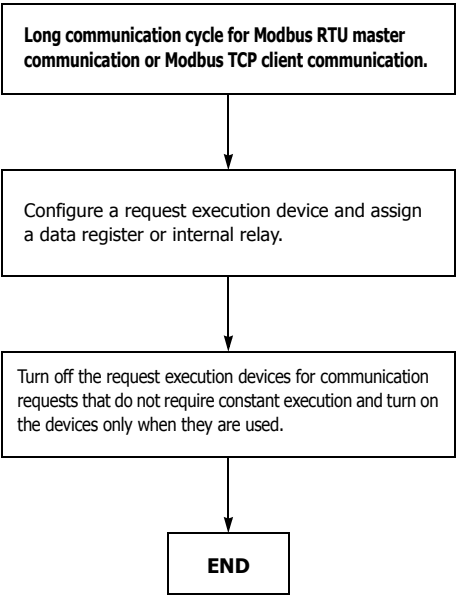 Long communication cycle for Modbus RTU master
communication or Modbus TCP client communication.
Configure a request execution device and assign
a data register or internal relay.
Turn off the request execution devices for communication
requests that do not require constant execution and turn on
the devices only when they are used.
END